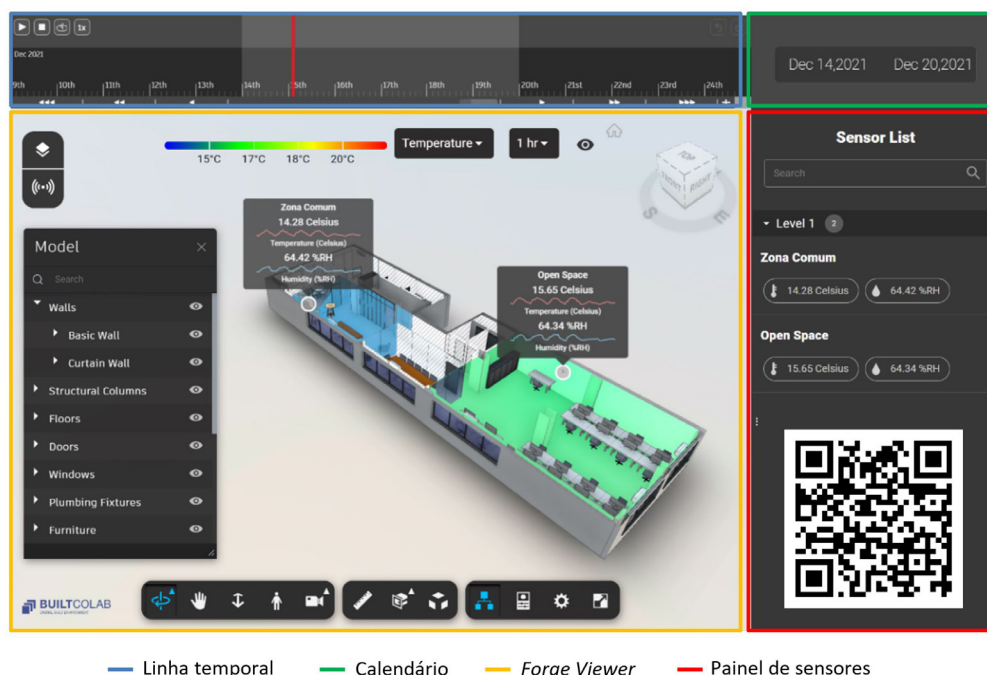 1x
Dec 2021
9th 10th 11th 12th 13th 14th 15th 16th 17th 18th 19th 20th 21st 22nd 23rd 24th
Dec 14,2021 Dec 20,2021
15°C 17°C 18°C 20°C
Temperature
1 hr
TOP
FRONT
RIGHT
S
E
Model
Search
Walls
Basic Wall
Curtain Wall
Structural Columns
Floors
Doors
Windows
Plumbing Fixtures
Furniture
Zona Comum
14.28 Celsius
Temperature (Celsius)
64.42 %RH
Humidity (%RH)
Open Space
15.65 Celsius
Temperature (Celsius)
64.34 %RH
Humidity (%RH)
BUILTCOLAB
Sensor List
Search
Level 1 2
Zona Comum
14.28 Celsius 64.42 %RH
Open Space
15.65 Celsius 64.34 %RH
Linha temporal Calendário Forge Viewer Painel de sensores